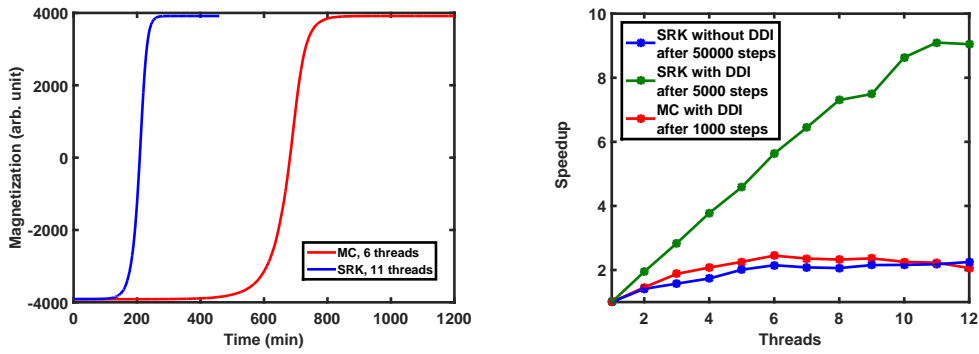 4000
2000
0
-2000
-4000
Magnetization (arb. unit)
MC, 6 threads
SRK, 11 threads
0 200 400 600 800 1000 1200
Time (min)
10
8
6
4
2
Speedup
SRK without DDI
after 50000 steps
SRK with DDI
after 5000 steps
MC with DDI
after 1000 steps
2 4 6 8 10 12
Threads